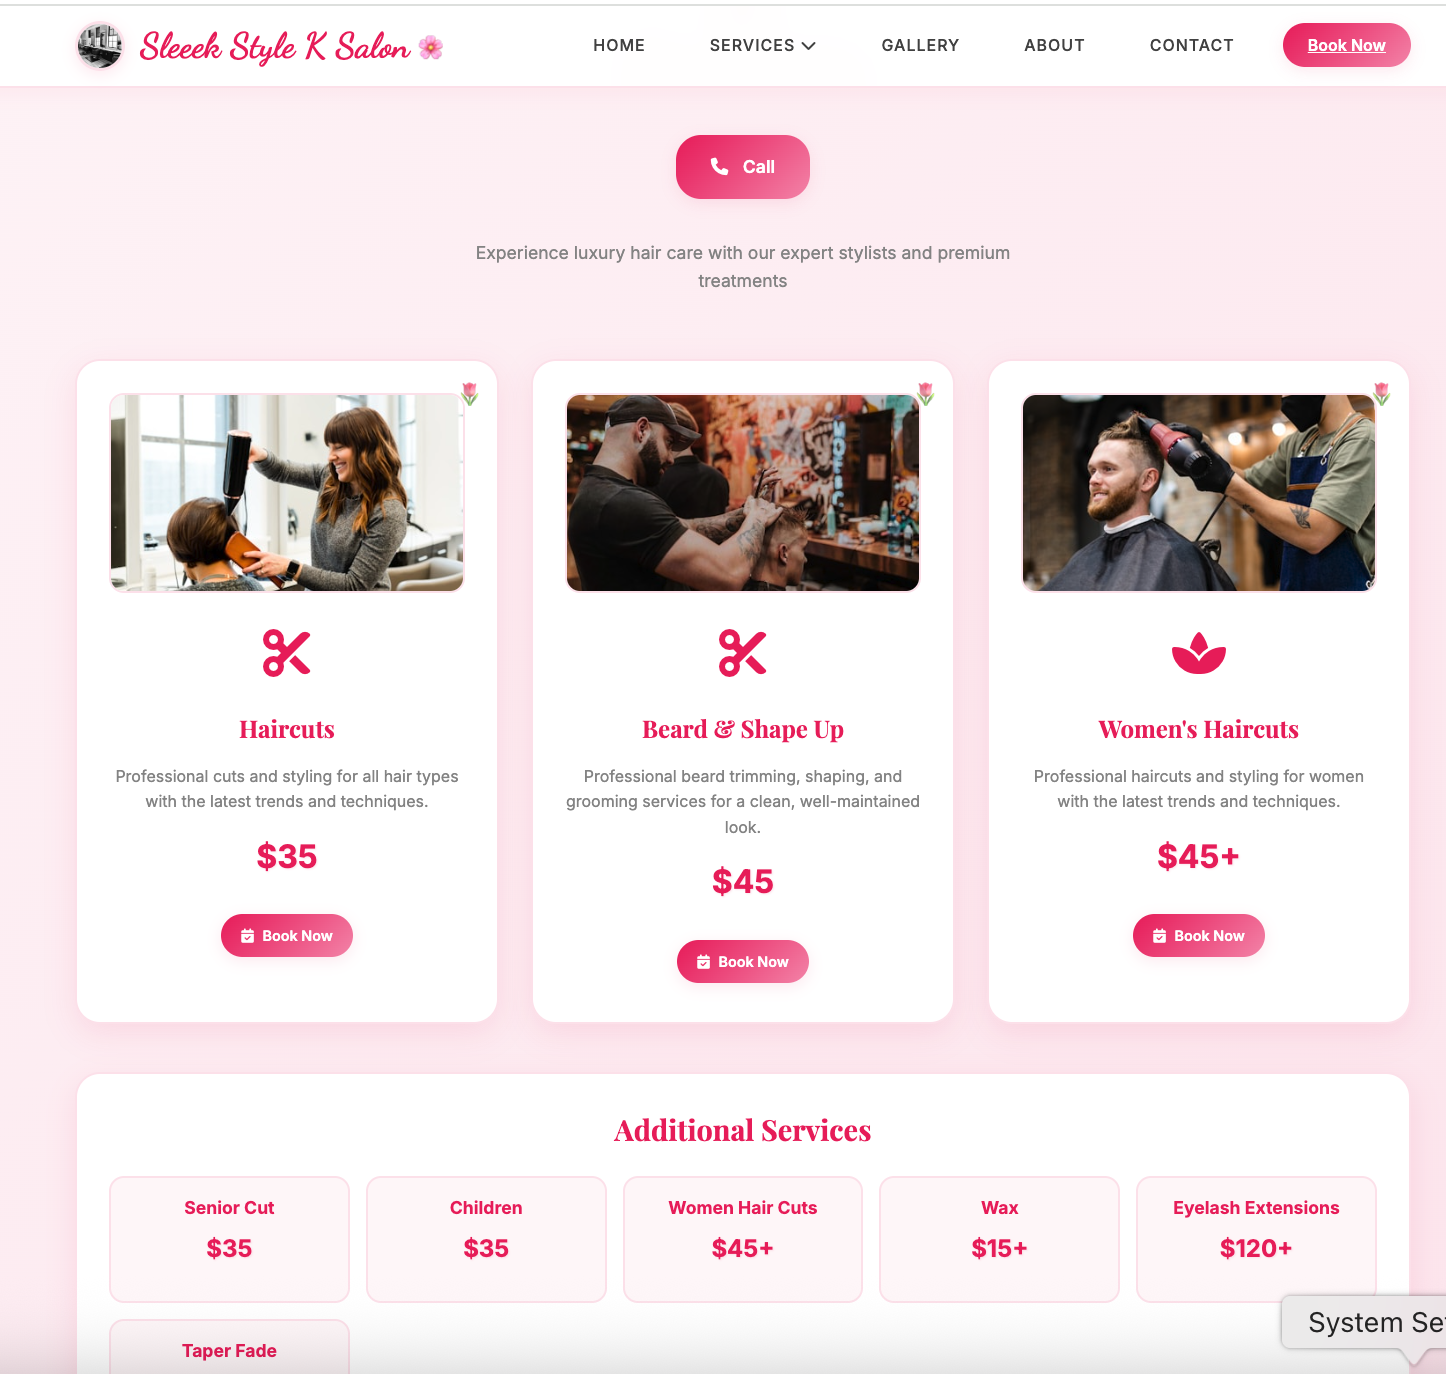 Sleeek Style K Salon 🌸
HOME
SERVICES
GALLERY
ABOUT
CONTACT
Book Now
Call
Experience luxury hair care with our expert stylists and premium
treatments
Haircuts
Professional cuts and styling for all hair types
with the latest trends and techniques.
$35
Book Now
Beard & Shape Up
Professional beard trimming, shaping, and
grooming services for a clean, well-maintained
look.
$45
Book Now
Women's Haircuts
Professional haircuts and styling for women
with the latest trends and techniques.
$45+
Book Now
Additional Services
Senior Cut
$35
Children
$35
Women Hair Cuts
$45+
Wax
$15+
Eyelash Extensions
$120+
Taper Fade
System Se